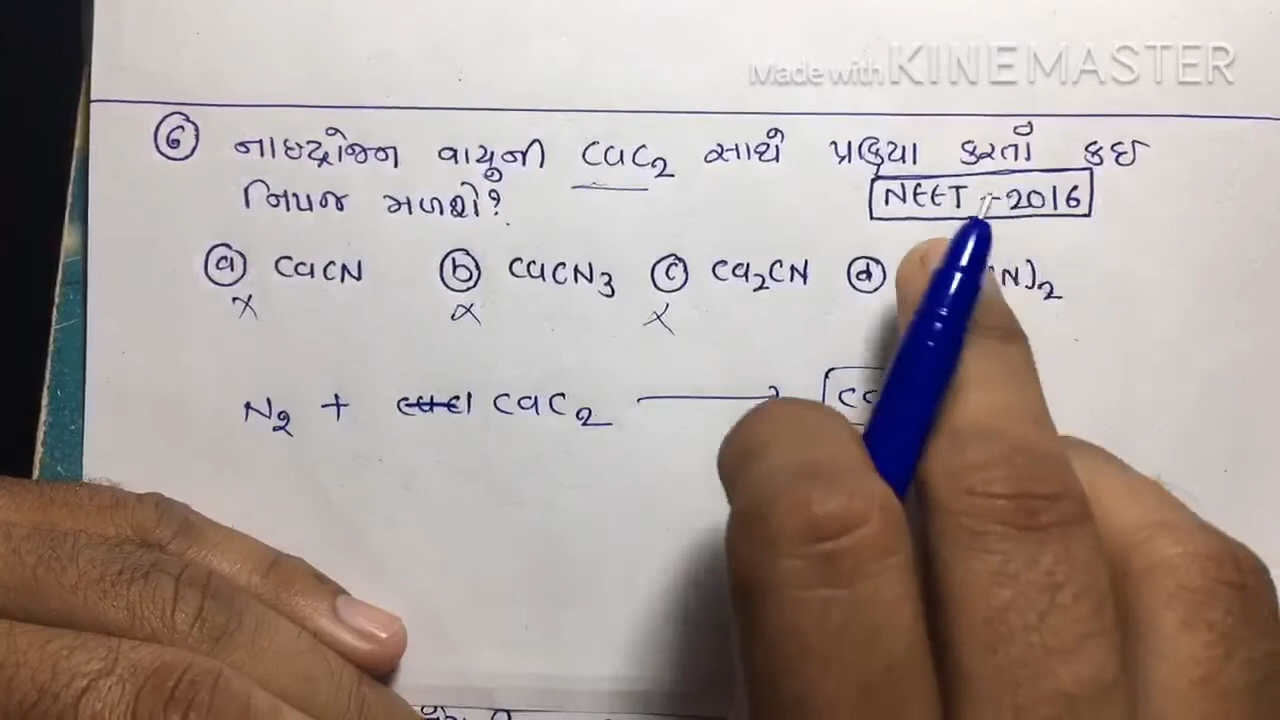 Made with KINEMASTER
6 નાઇટ્રોજન વાયુની CaC2 સાથે પ્રક્રિયા કરતાં કઇ
નિપજ મળશે?
NEET - 2016
a CaCN b CaCN3 c Ca2CN d N)2
N2 + CaC2